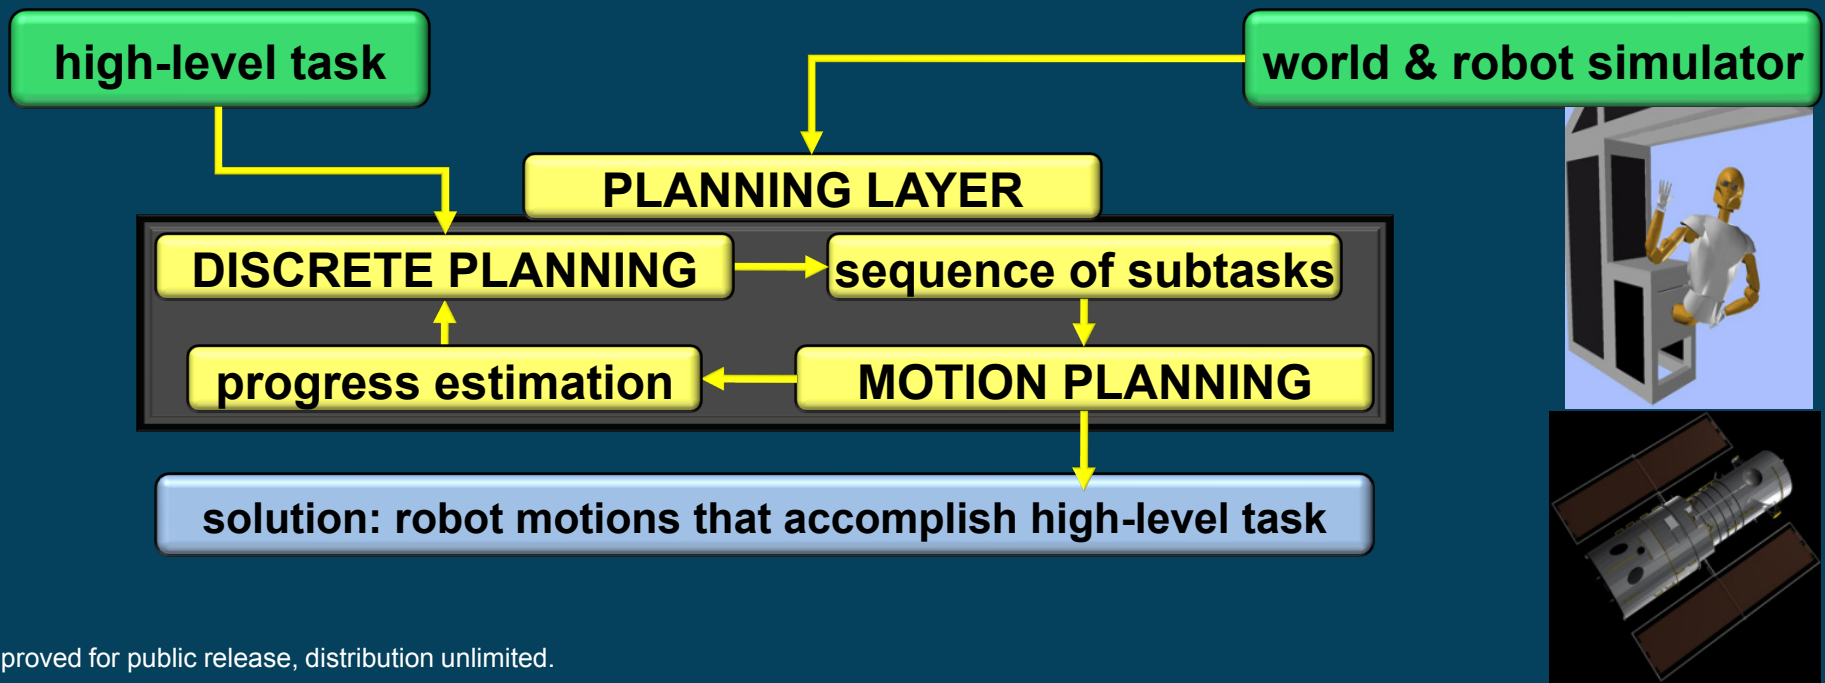 high-level task
world & robot simulator
PLANNING LAYER
DISCRETE PLANNING
sequence of subtasks
progress estimation
MOTION PLANNING
solution: robot motions that accomplish high-level task
proved for public release, distribution unlimited.